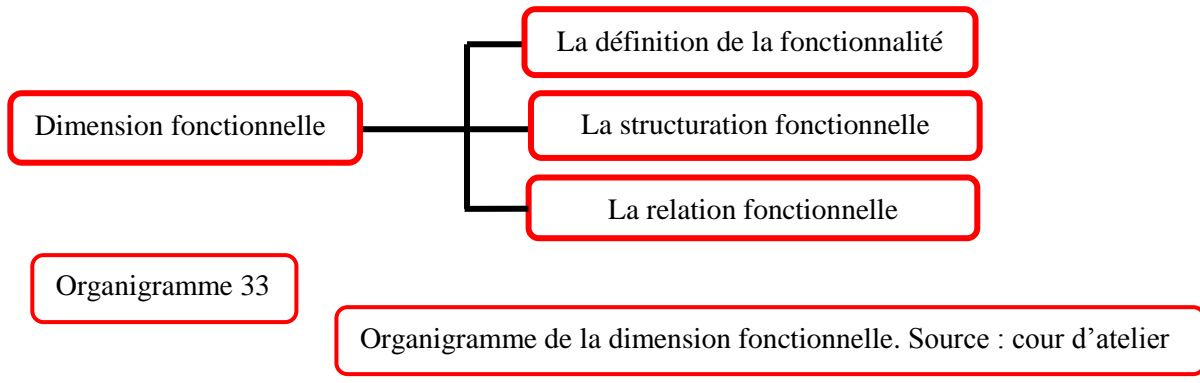 La définition de la fonctionnalité
Dimension fonctionnelle
La structuration fonctionnelle
La relation fonctionnelle
Organigramme 33
Organigramme de la dimension fonctionnelle. Source : cour d’atelier